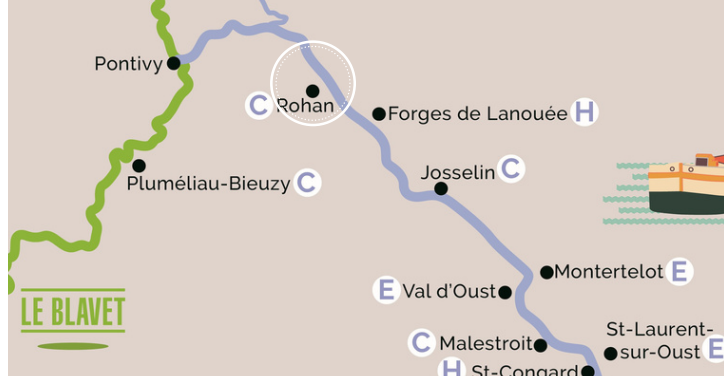 Pontivy
C Rohan
Forges de Lanouée H
Josselin C
Pluméliau-Bieuzy C
Montertelot E
E Val d'Oust
LE BLAVET
St-Laurent-
sur-Oust E
C Malestroit
H St-Congard